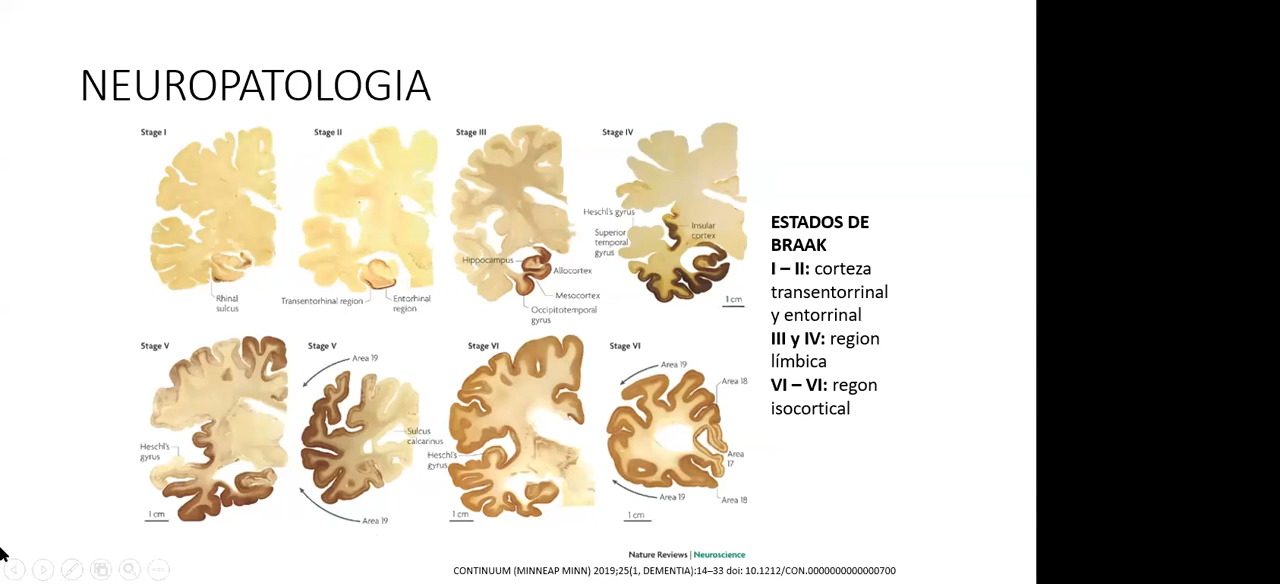 NEUROPATOLOGIA
Stage I
Stage II
Stage III
Stage IV
Rhinal
sulcus
Transentorhinal region
Entorhinal
region
Hippocampus
Allocortex
Mesocortex
Occipitotemporal
gyrus
Heschl's gyrus
Superior
temporal
gyrus
Insular
cortex
1 cm
Stage V
Stage V
Stage VI
Stage VI
Heschl's
gyrus
1 cm
Area 19
Sulcus
calcarinus
Area 19
Heschl's
gyrus
1 cm
Area 19
Area 18
Area
17
Area 19
Area 18
1 cm
Nature Reviews | Neuroscience
ESTADOS DE
BRAAK
I – II: corteza
transentorrinal
y entorrinal
III y IV: region
límbica
VI – VI: regon
isocortical
CONTINUUM (MINNEAP MINN) 2019;25(1, DEMENTIA):14–33 doi: 10.1212/CON.0000000000000700